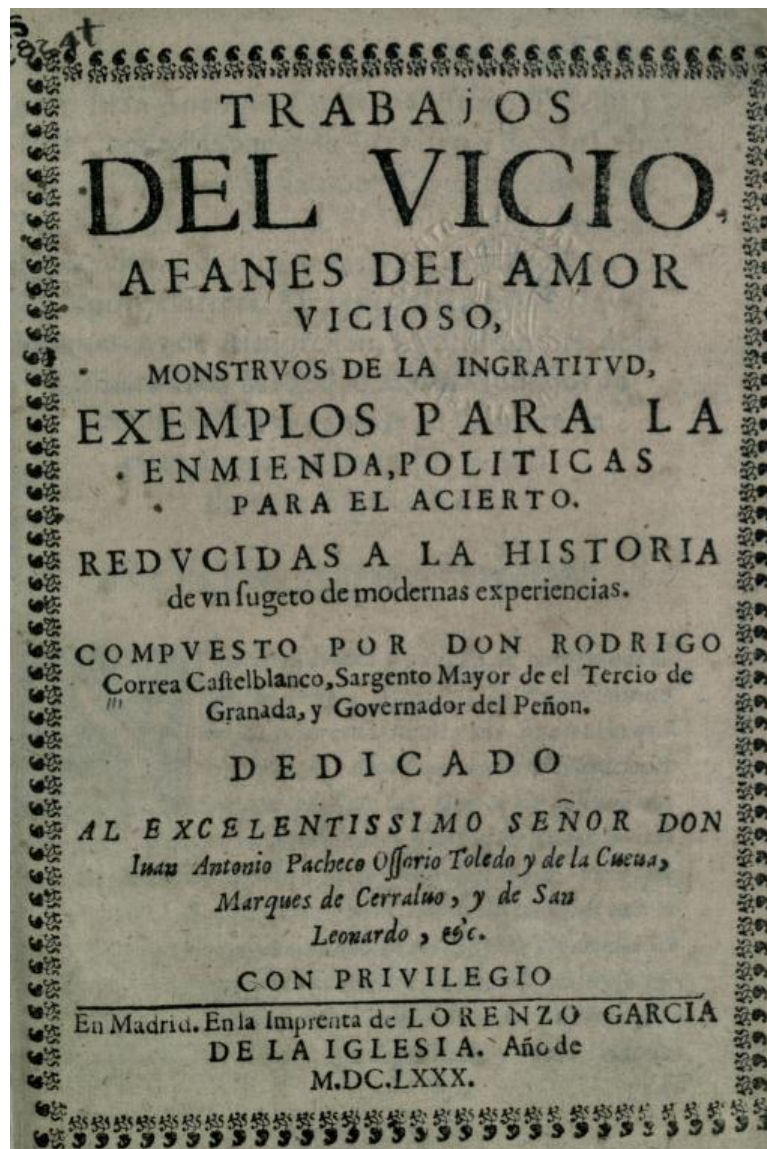 TRABAJOS
DEL VICIO,
AFANES DEL AMOR
VICIOSO,
MONSTRVOS DE LA INGRATITVD,
EXEMPLOS PARA LA
ENMIENDA, POLITICAS
PARA EL ACIERTO.
REDVCIDAS A LA HISTORIA
de vn ſugeto de modernas experiencias.
COMPVESTO POR DON RODRIGO
Correa Caſtelblanco, Sargento Mayor de el Tercio de
Granada, y Governador del Peñon.
DEDICADO
AL EXCELENTISSIMO SEÑOR DON
Iuan Antonio Pacheco Oſſorio Toledo y de la Cueua,
Marques de Cerraluo, y de San
Leonardo, &c.
CON PRIVILEGIO
En Madrid. En la Imprenta de LORENZO GARCIA
DE LA IGLESIA. Año de
M.DC.LXXX.